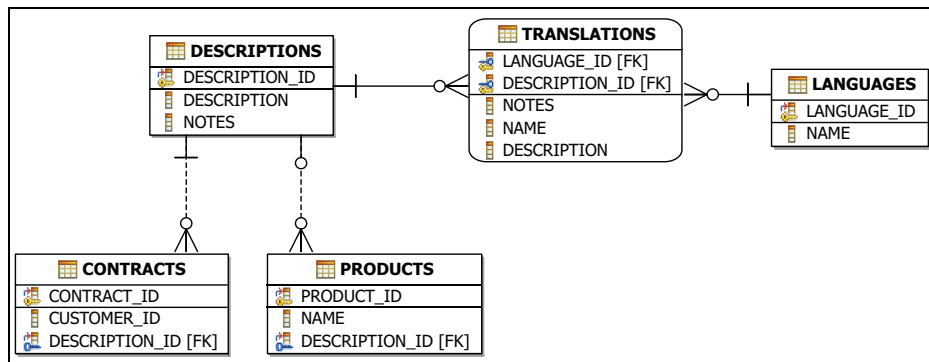 DESCRIPTIONS
DESCRIPTION_ID
DESCRIPTION
NOTES
TRANSLATIONS
LANGUAGE_ID [FK]
DESCRIPTION_ID [FK]
NOTES
NAME
DESCRIPTION
LANGUAGES
LANGUAGE_ID
NAME
CONTRACTS
CONTRACT_ID
CUSTOMER_ID
DESCRIPTION_ID [FK]
PRODUCTS
PRODUCT_ID
NAME
DESCRIPTION_ID [FK]